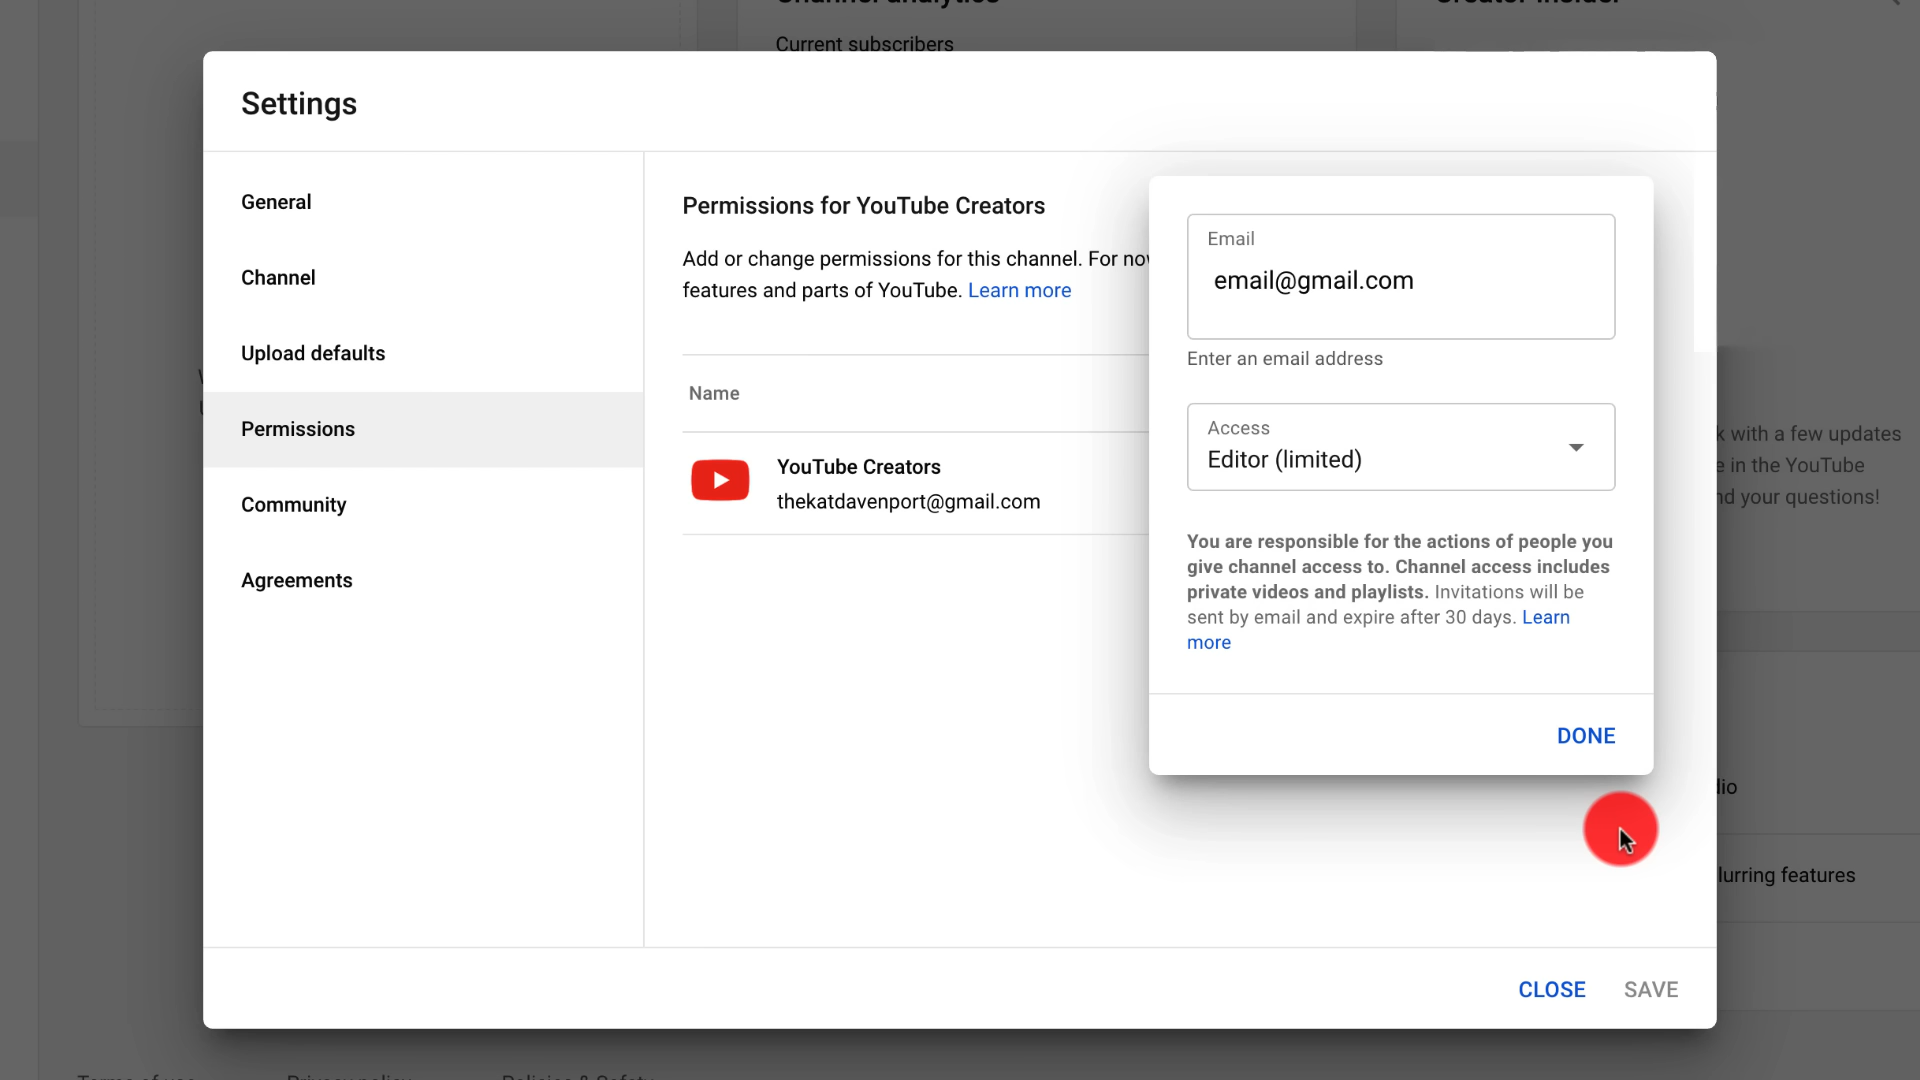 Current subscribers
Settings
General
Channel
Upload defaults
Permissions
Community
Agreements
Permissions for YouTube Creators
Add or change permissions for this channel. For
features and parts of YouTube. Learn more
Name
YouTube Creators
thekatdavenport@gmail.com
Email
email@gmail.com
Enter an email address
Access
Editor (limited)
You are responsible for the actions of people you
give channel access to. Channel access includes
private videos and playlists. Invitations will be
sent by email and expire after 30 days. Learn
more
DONE
with a few updates
in the YouTube
your questions!
features
CLOSE
SAVE